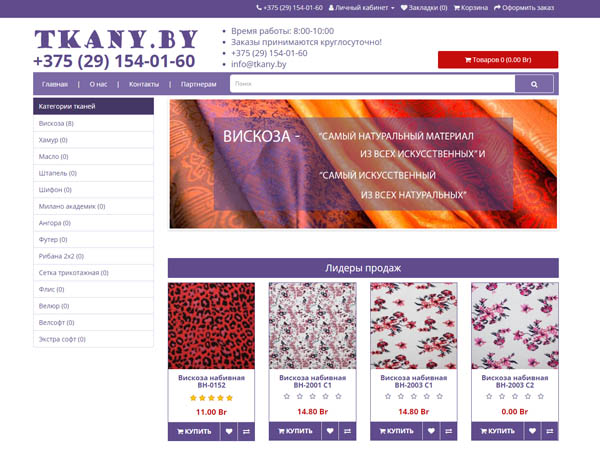 +375 (29) 154-01-60 Личный кабинет Закладки (0) Корзина Оформить заказ
TKANY.BY
+375 (29) 154-01-60
Время работы: 8:00-10:00
Заказы принимаются круглосуточно!
+375 (29) 154-01-60
info@tkany.by
Товаров 0 (0.00 Br)
Главная | О нас | Контакты | Партнерам
Поиск
Категории тканей
Вискоза (8)
Хамур (0)
Масло (0)
Штапель (0)
Шифон (0)
Милано академик (0)
Ангора (0)
Футер (0)
Рибана 2х2 (0)
Сетка трикотажная (0)
Флис (0)
Велюр (0)
Велсофт (0)
Экстра софт (0)
ВИСКОЗА - "САМЫЙ НАТУРАЛЬНЫЙ МАТЕРИАЛ
ИЗ ВСЕХ ИСКУССТВЕННЫХ" И
"САМЫЙ ИСКУССТВЕННЫЙ
ИЗ ВСЕХ НАТУРАЛЬНЫХ"
Лидеры продаж
Вискоза набивная
ВН-0152
11.00 Br
КУПИТЬ
Вискоза набивная
ВН-2001 С1
14.80 Br
КУПИТЬ
Вискоза набивная
ВН-2003 С1
14.80 Br
КУПИТЬ
Вискоза набивная
ВН-2003 С2
0.00 Br
КУПИТЬ